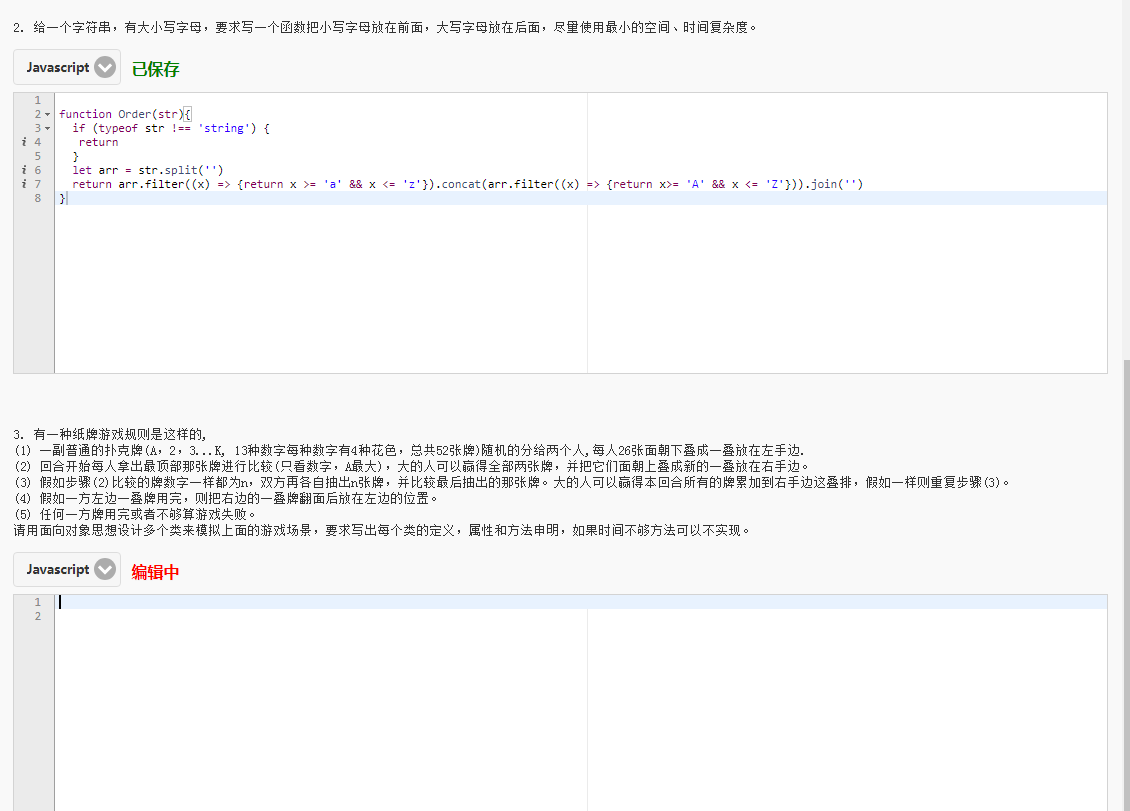 2. 给一个字符串，有大小写字母，要求写一个函数把小写字母放在前面，大写字母放在后面，尽量使用最小的空间、时间复杂度。
Javascript 已保存
1
2 function Order(str){
3 if (typeof str !== 'string') {
i 4 return
5 }
i 6 let arr = str.split('')
i 7 return arr.filter((x) => {return x >= 'a' && x <= 'z'}).concat(arr.filter((x) => {return x>= 'A' && x <= 'Z'})).join('')
8 }
3. 有一种纸牌游戏规则是这样的,
(1) 一副普通的扑克牌(A，2，3...K, 13种数字每种数字有4种花色，总共52张牌)随机的分给两个人,每人26张面朝下叠成一叠放在左手边.
(2) 回合开始每人拿出最顶部那张牌进行比较(只看数字，A最大)，大的人可以赢得全部两张牌，并把它们面朝上叠成新的一叠放在右手边。
(3) 假如步骤(2)比较的牌数字一样都为n，双方再各自抽出n张牌，并比较最后抽出的那张牌。大的人可以赢得本回合所有的牌累加到右手边这叠排，假如一样则重复步骤(3)。
(4) 假如一方左边一叠牌用完，则把右边的一叠牌翻面后放在左边的位置。
(5) 任何一方牌用完或者不够算游戏失败。
请用面向对象思想设计多个类来模拟上面的游戏场景，要求写出每个类的定义，属性和方法申明，如果时间不够方法可以不实现。
Javascript 编辑中
1
2